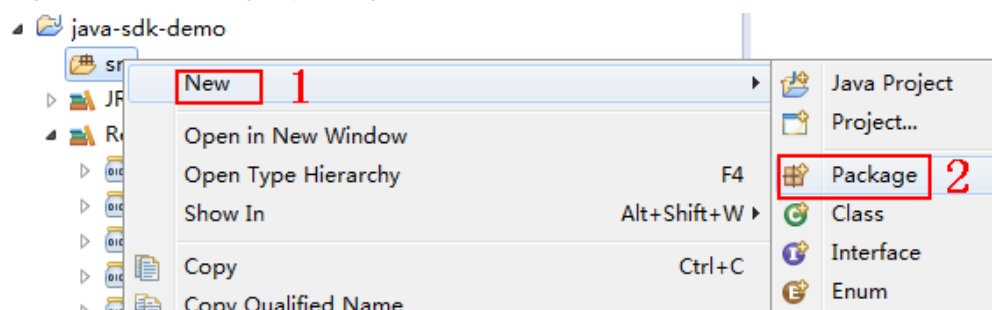 java-sdk-demo
New 1
Open in New Window
Open Type Hierarchy F4
Show In Alt+Shift+W
Copy Ctrl+C
Copy Qualified Name
Java Project
Project...
Package 2
Class
Interface
Enum